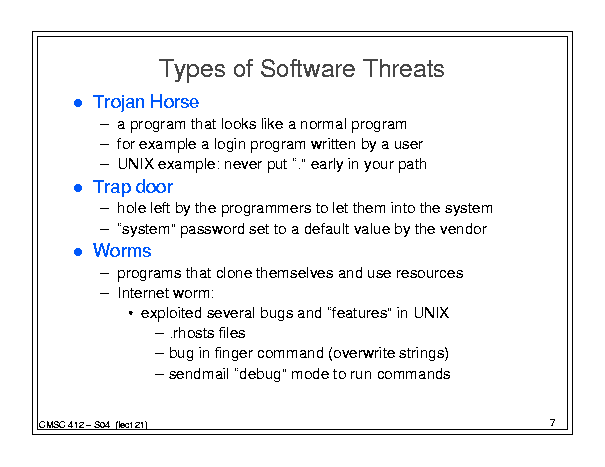 Types of Software Threats
● Trojan Horse
– a program that looks like a normal program
– for example a login program written by a user
– UNIX example: never put “.” early in your path
● Trap door
– hole left by the programmers to let them into the system
– “system” password set to a default value by the vendor
● Worms
– programs that clone themselves and use resources
– Internet worm:
• exploited several bugs and “features” in UNIX
– .rhosts files
– bug in finger command (overwrite strings)
– sendmail “debug” mode to run commands
CMSC 412 – S04 (lect 21)
7